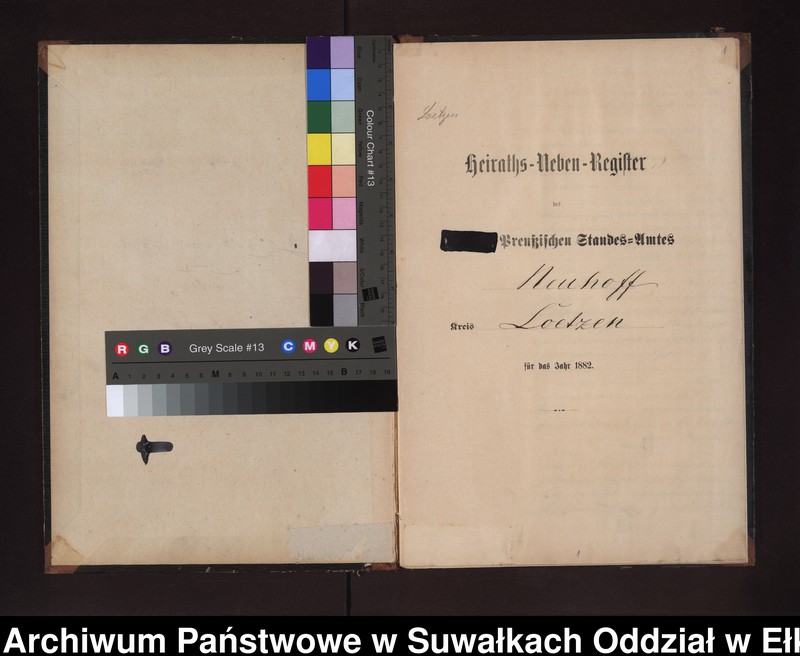 Loetzen
Heiraths-Neben-Register
des
Preußischen Standes-Amtes
Neuhoff
Kreis Loetzen
für das Jahr 1882.
Colour Chart #13
R G B Grey Scale #13 C M Y K
A 1 2 3 4 5 6 M 8 9 10 11 12 13 14 15 B 17 18 19
Archiwum Państwowe w Suwałkach Oddział w Ełk